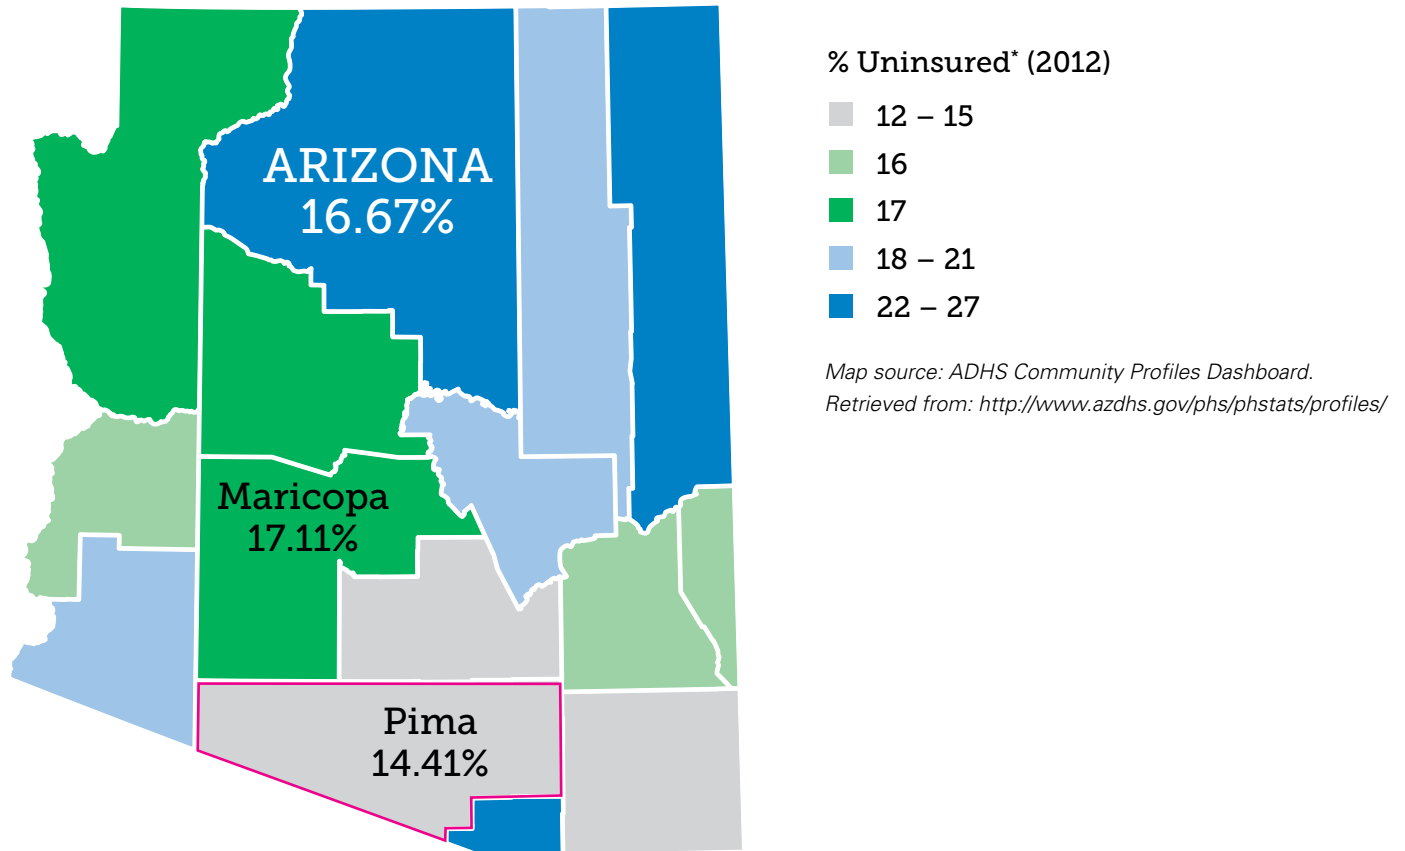 ARIZONA
16.67%
Maricopa
17.11%
Pima
14.41%
% Uninsured* (2012)
12 – 15
16
17
18 – 21
22 – 27
Map source: ADHS Community Profiles Dashboard.
Retrieved from: http://www.azdhs.gov/phs/phstats/profiles/